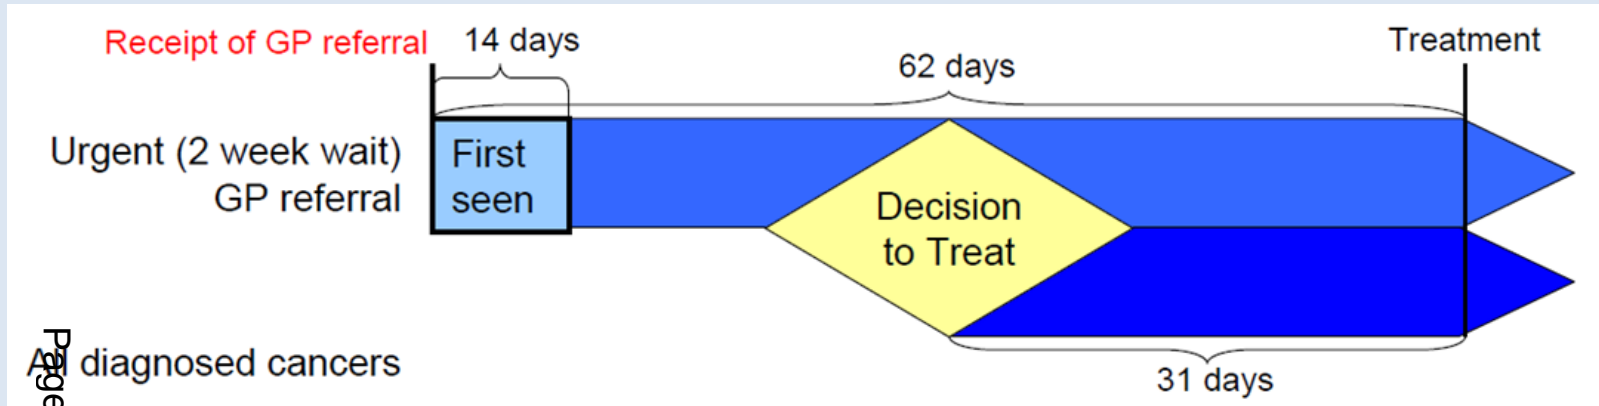 Receipt of GP referral
14 days
62 days
Treatment
Urgent (2 week wait)
GP referral
First
seen
Decision
to Treat
All diagnosed cancers
31 days
Page